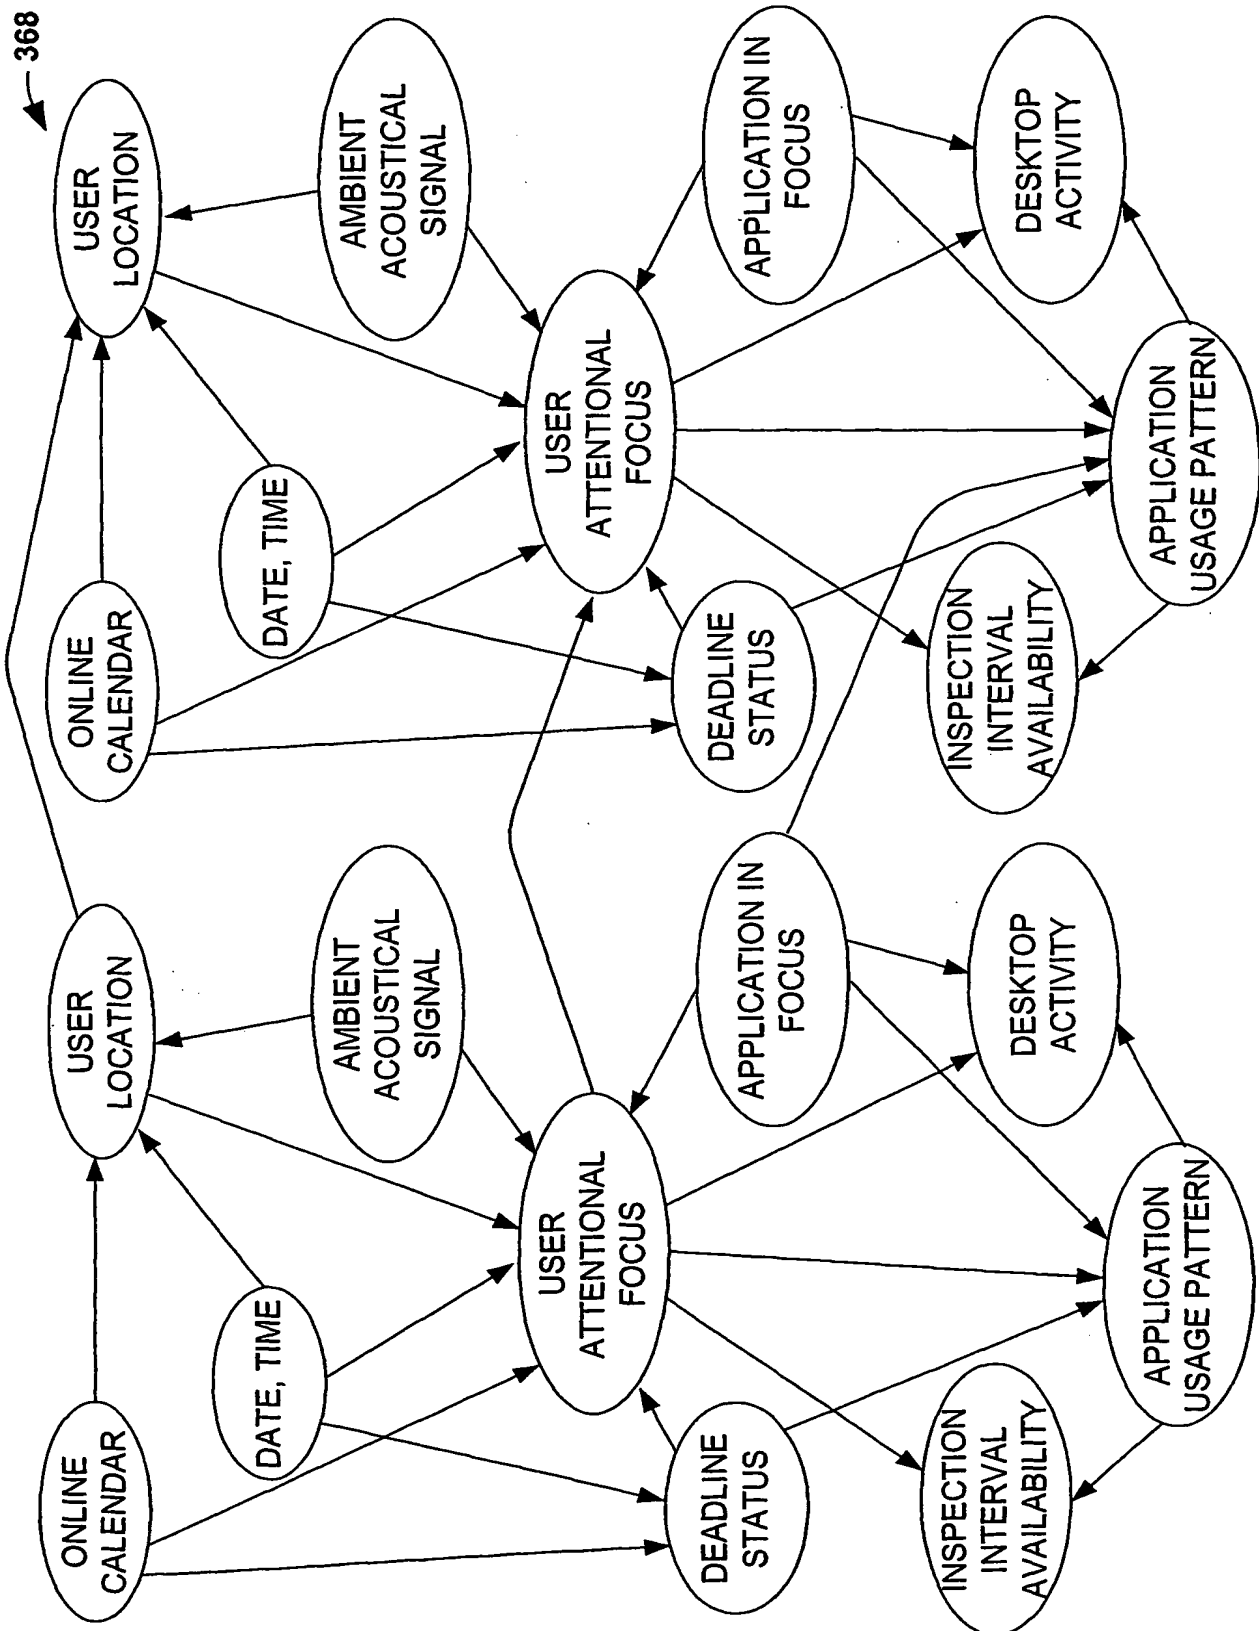 368
ONLINE
CALENDAR
USER
LOCATION
DATE, TIME
AMBIENT
ACOUSTICAL
SIGNAL
USER
ATTENTIONAL
FOCUS
DEADLINE
STATUS
APPLICATION IN
FOCUS
INSPECTION
INTERVAL
AVAILABILITY
DESKTOP
ACTIVITY
APPLICATION
USAGE PATTERN
ONLINE
CALENDAR
USER
LOCATION
DATE, TIME
AMBIENT
ACOUSTICAL
SIGNAL
USER
ATTENTIONAL
FOCUS
DEADLINE
STATUS
APPLICATION IN
FOCUS
INSPECTION
INTERVAL
AVAILABILITY
DESKTOP
ACTIVITY
APPLICATION
USAGE PATTERN